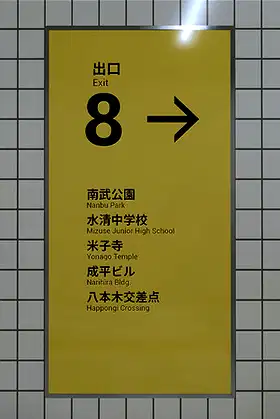 出口
Exit
8 →
南武公園
Nanbu Park
水清中学校
Mizuse Junior High School
米子寺
Yonago Temple
成平ビル
Narihira Bldg.
八本木交差点
Happongi Crossing